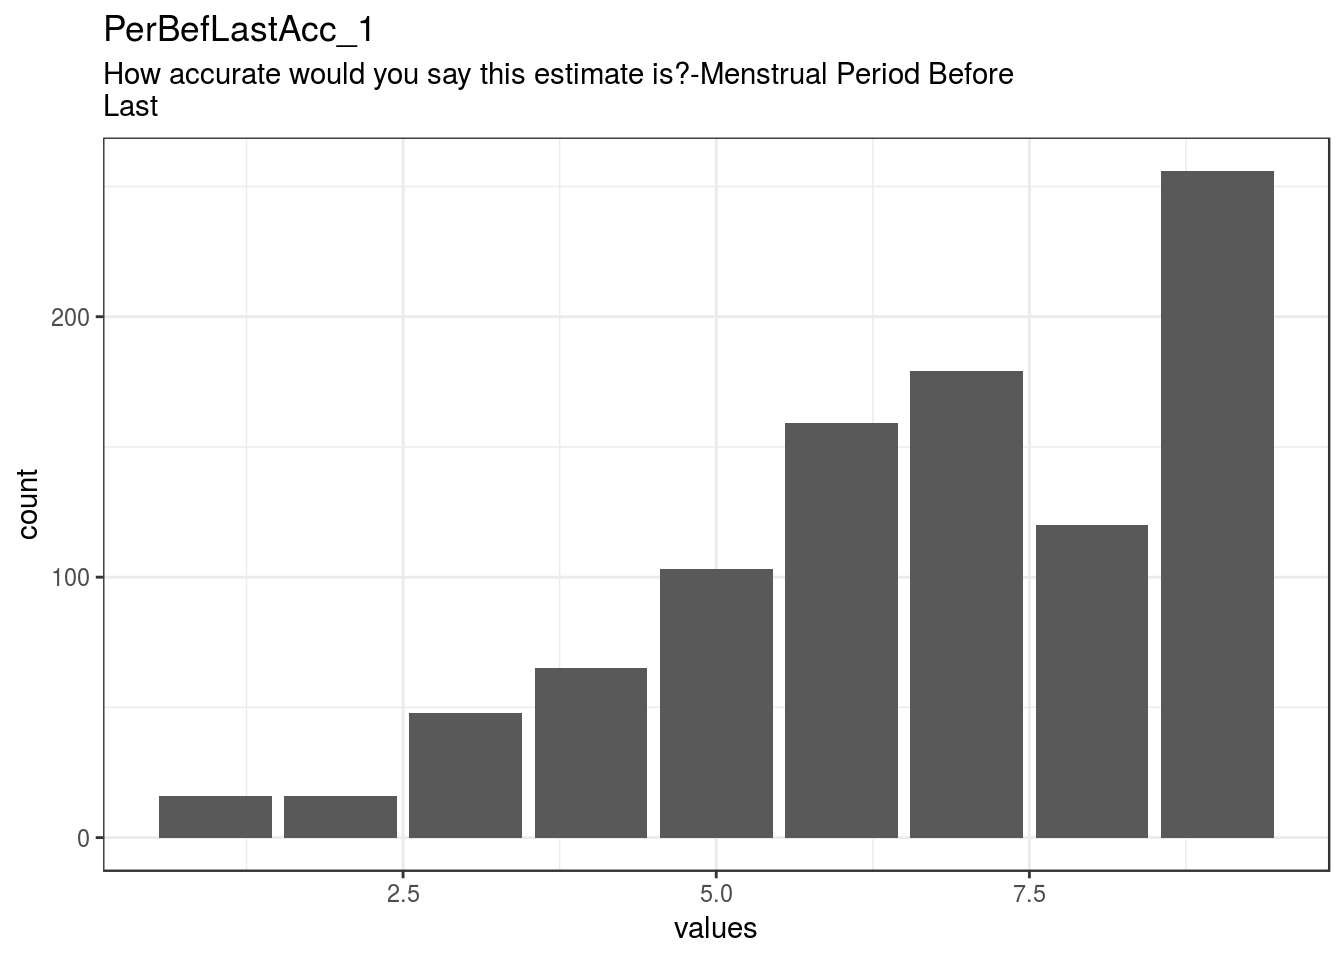 PerBefLastAcc_1
How accurate would you say this estimate is?-Menstrual Period Before
Last
200
100
0
count
2.5 5.0 7.5
values